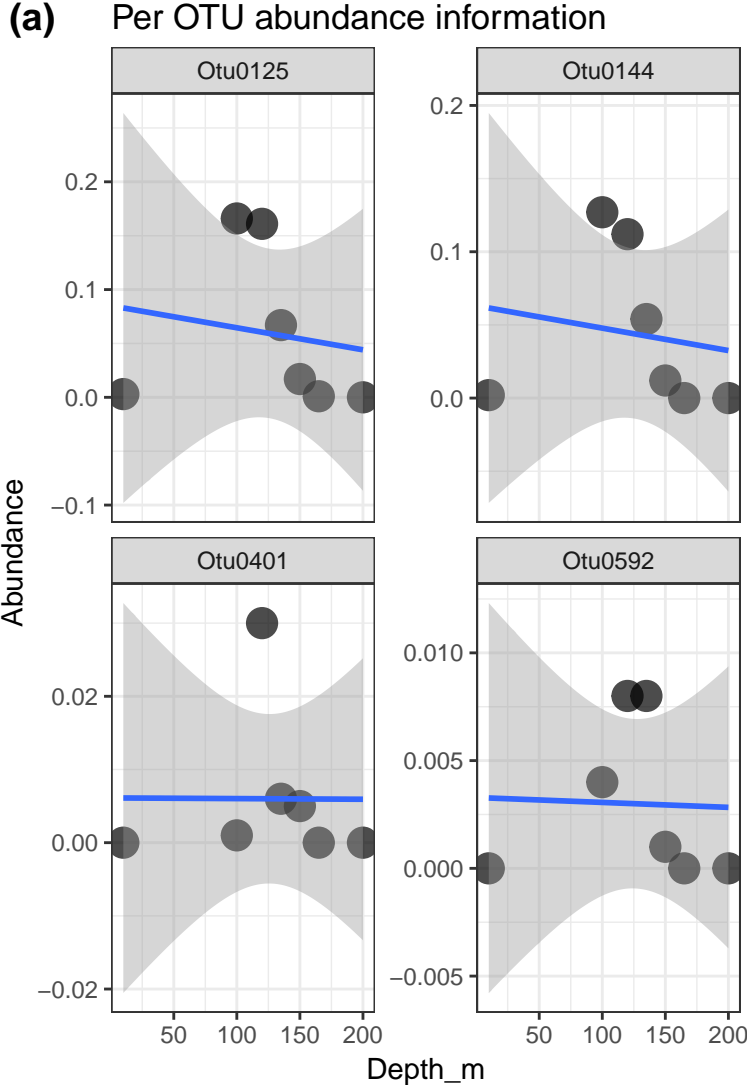 (a) Per OTU abundance information
Otu0125 Otu0144
0.2
0.1
0.0
−0.1
0.2
0.1
0.0
Abundance
Otu0401 Otu0592
0.02
0.00
−0.02
0.010
0.005
0.000
−0.005
50 100 150 200 50 100 150 200
Depth_m